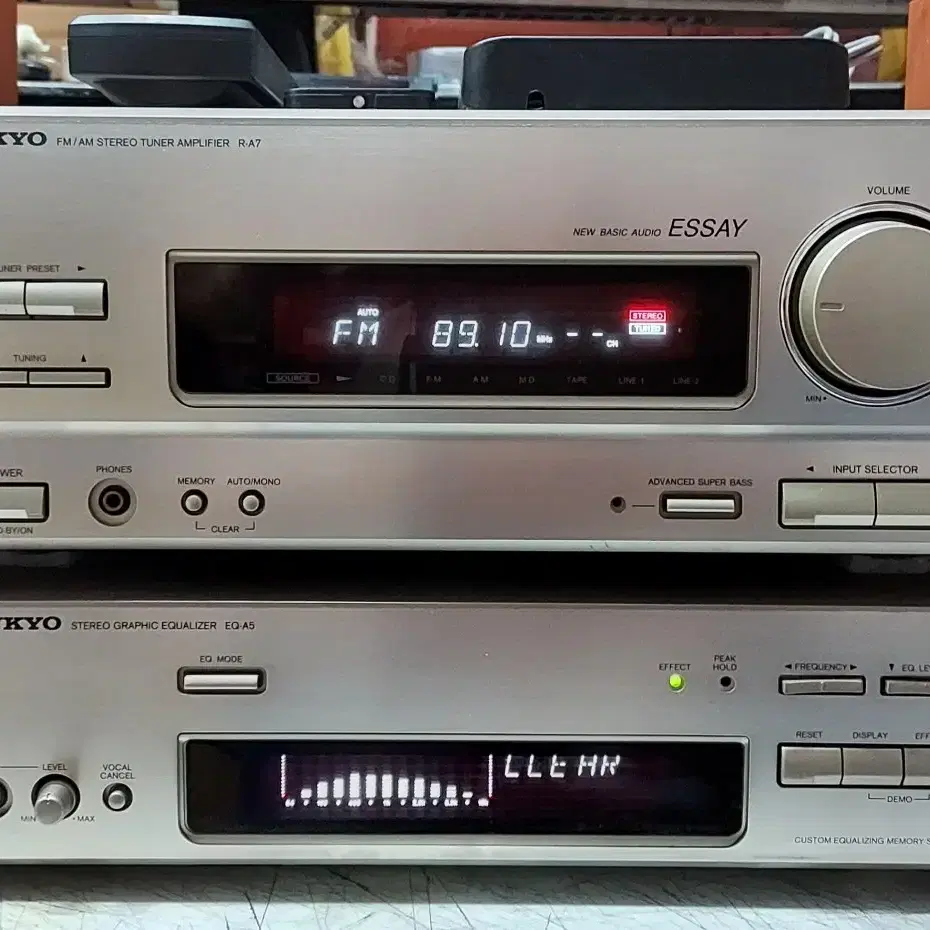 KYO FM/AM STEREO TUNER AMPLIFIER R-A7
VOLUME
NEW BASIC AUDIO ESSAY
UNER PRESET ►
AUTO
STEREO
FM 89.10 MHz -- CH
TUNED
TUNING ▲
SOURCE ► CD FM AM MD TAPE LINE-1 LINE-2
MIN
WER
PHONES
MEMORY AUTO/MONO
CLEAR
ADVANCED SUPER BASS
◄ INPUT SELECTOR
D-BY/ON
KYO STEREO GRAPHIC EQUALIZER EQ-A5
EQ. MODE
EFFECT
PEAK HOLD
◄ FREQUENCY ►
▼ EQ. LE
RESET DISPLAY EFF
LEVEL
VOCAL CANCEL
MIN MAX
CLEAR
DEMO
CUSTOM EQUALIZING MEMORY S